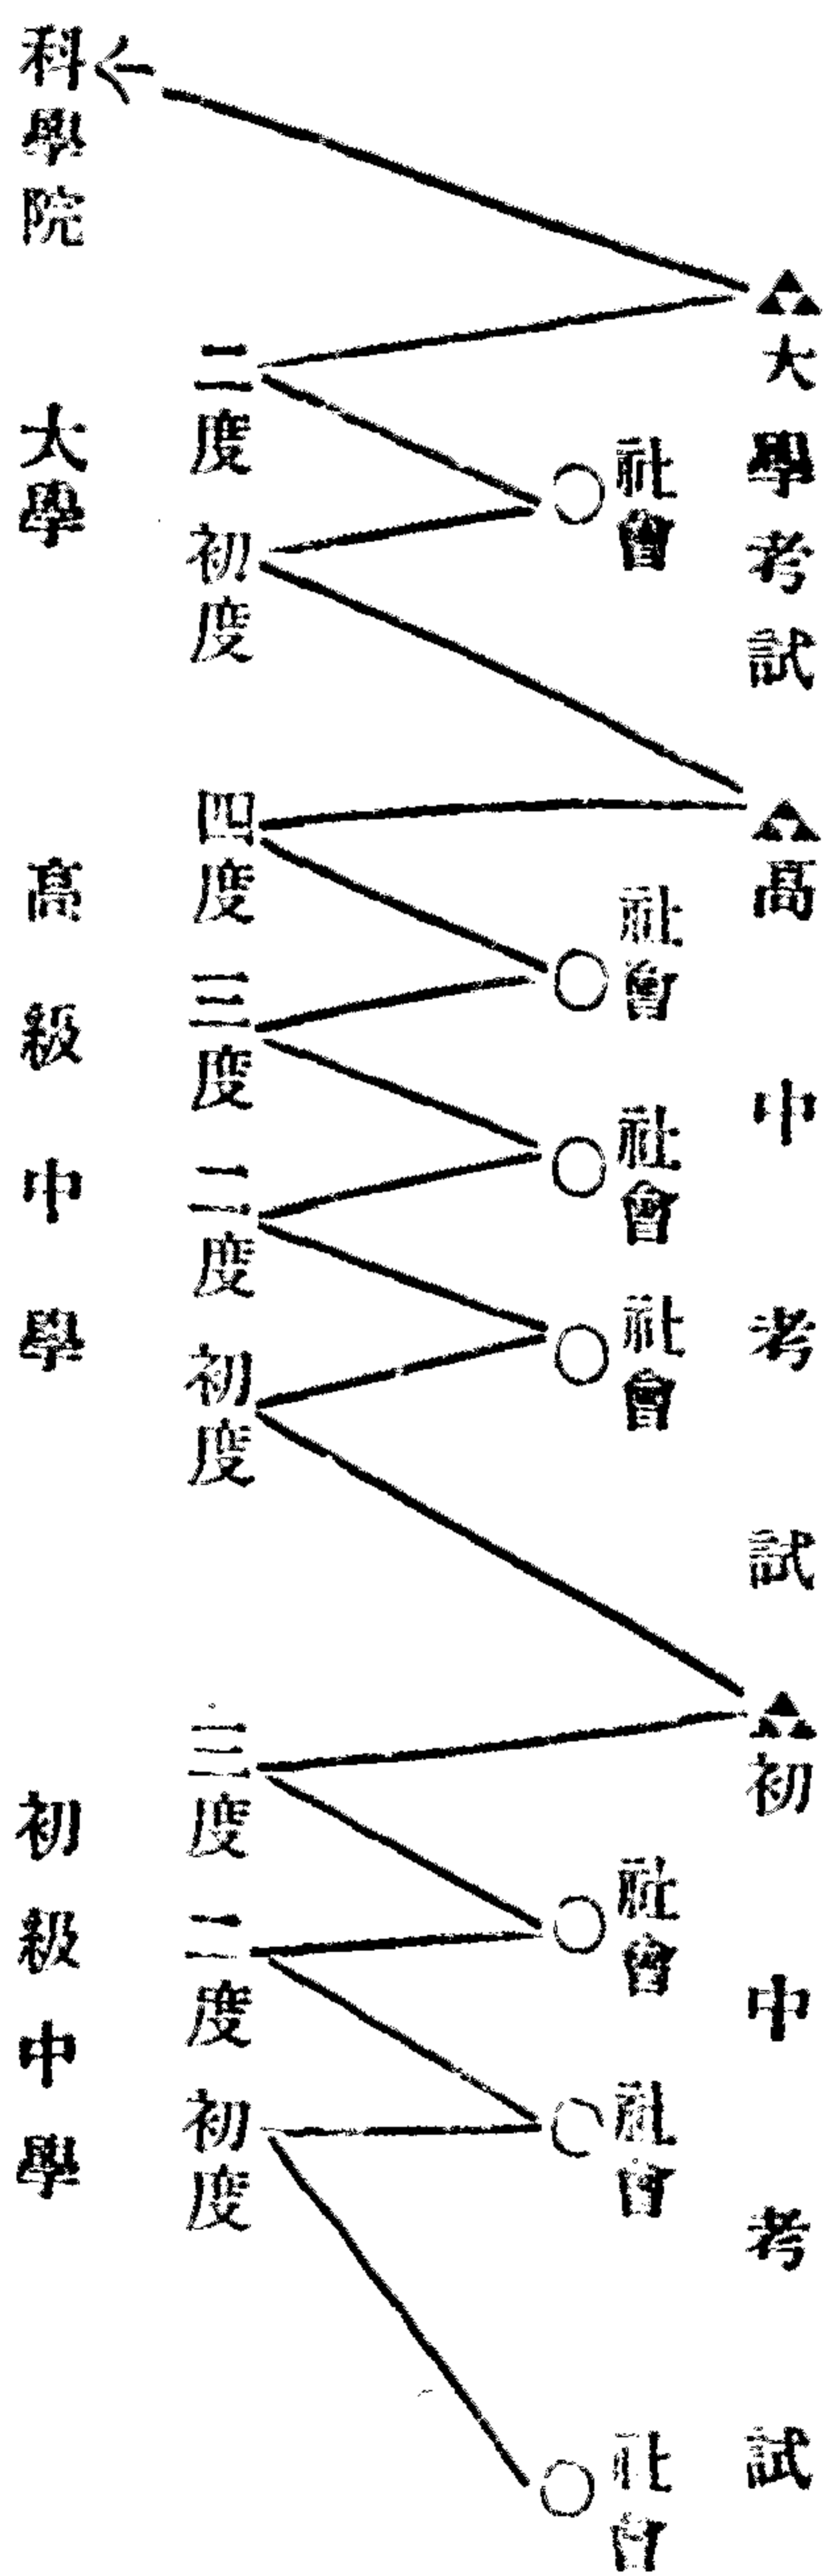 大學考試
高中考試
初中考試
社會
社會
社會
社會
社會
社會
社會
二度
初度
四度
三度
二度
初度
三度
二度
初度
科學院
大學
高級中學
初級中學